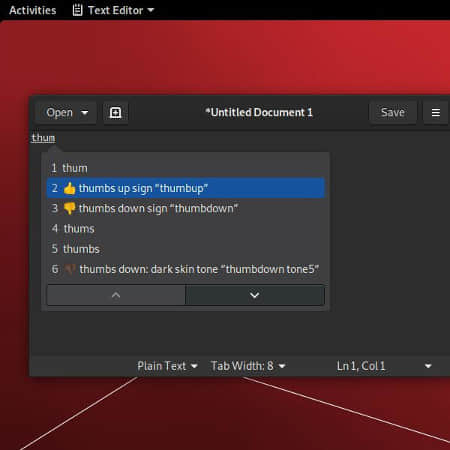 Activities Text Editor
Open *Untitled Document 1 Save
thum
1 thum
2 👍 thumbs up sign "thumbup"
3 👎 thumbs down sign "thumbdown"
4 thums
5 thumbs
6 👎🏿 thumbs down: dark skin tone "thumbdown tone5"
Plain Text Tab Width: 8 Ln 1, Col 1